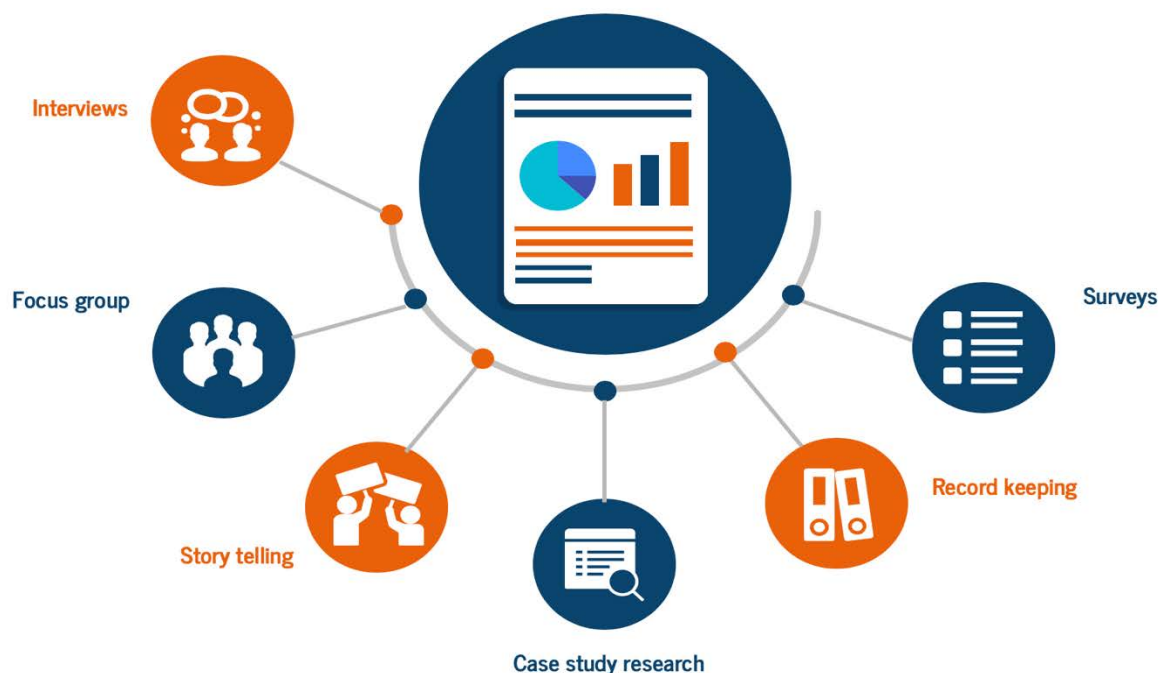 Interviews
Focus group
Story telling
Case study research
Record keeping
Surveys